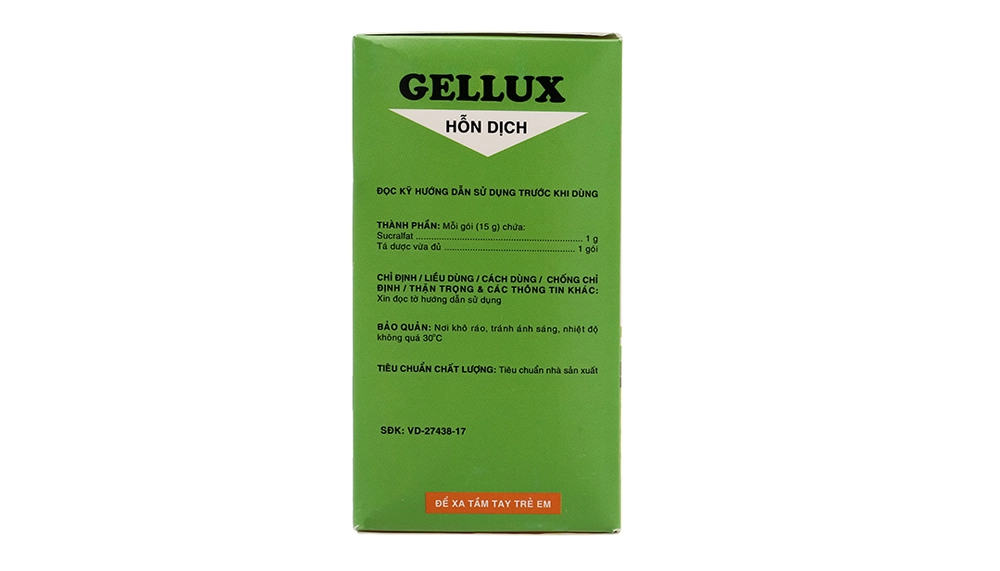 GELLUX
HỖN DỊCH
ĐỌC KỸ HƯỚNG DẪN SỬ DỤNG TRƯỚC KHI DÙNG
THÀNH PHẦN: Mỗi gói (15 g) chứa:
Sucralfat ................................................................ 1 g
Tá dược vừa đủ .................................................. 1 gói
CHỈ ĐỊNH / LIỀU DÙNG / CÁCH DÙNG / CHỐNG CHỈ
ĐỊNH / THẬN TRỌNG & CÁC THÔNG TIN KHÁC:
Xin đọc tờ hướng dẫn sử dụng
BẢO QUẢN: Nơi khô ráo, tránh ánh sáng, nhiệt độ
không quá 30°C
TIÊU CHUẨN CHẤT LƯỢNG: Tiêu chuẩn nhà sản xuất
SĐK: VD-27438-17
ĐỂ XA TẦM TAY TRẺ EM